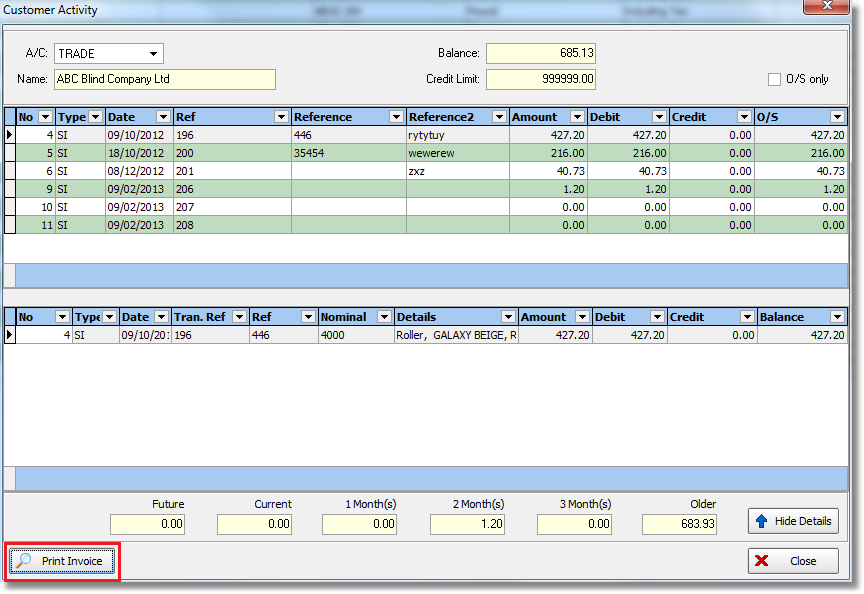 Customer Activity
A/C: TRADE Balance: 685.13
Name: ABC Blind Company Ltd Credit Limit: 999999.00 O/S only
No Type Date Ref Reference Reference2 Amount Debit Credit O/S
4 SI 09/10/2012 196 446 rytytuy 427.20 427.20 0.00 427.20
5 SI 18/10/2012 200 35454 wewerew 216.00 216.00 0.00 216.00
6 SI 08/12/2012 201 zxz 40.73 40.73 0.00 40.73
9 SI 09/02/2013 206 1.20 1.20 0.00 1.20
10 SI 09/02/2013 207 0.00 0.00 0.00 0.00
11 SI 09/02/2013 208 0.00 0.00 0.00 0.00
No Type Date Tran. Ref Ref Nominal Details Amount Debit Credit Balance
4 SI 09/10/201 196 446 4000 Roller, GALAXY BEIGE, R 427.20 427.20 0.00 427.20
Future Current 1 Month(s) 2 Month(s) 3 Month(s) Older
0.00 0.00 0.00 1.20 0.00 683.93 Hide Details
Print Invoice Close